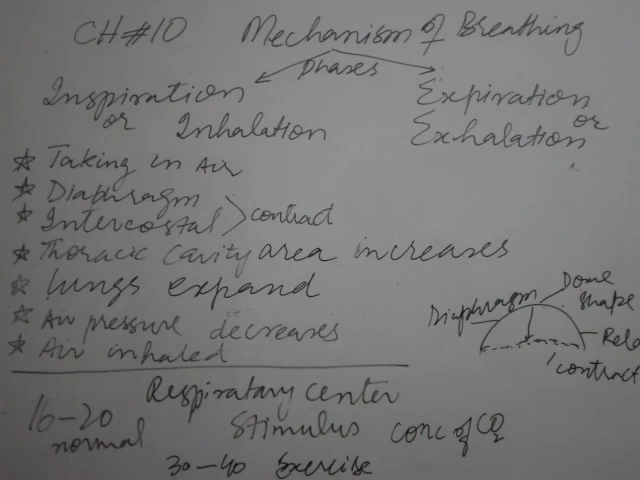 CH#10 Mechanism of Breathing
Phases
Inspiration Expiration
or Inhalation or Exhalation
☆ Taking in Air
☆ Diaphragm
☆ Intercostal > contract
☆ Thoracic Cavity area increases
☆ lungs expand
☆ Air pressure decreases
☆ Air inhaled
Diaphragm Dome
shape
Rela
contract
Respiratary center
16-20 Stimulus conc of CO2
normal
30-40 Exercise